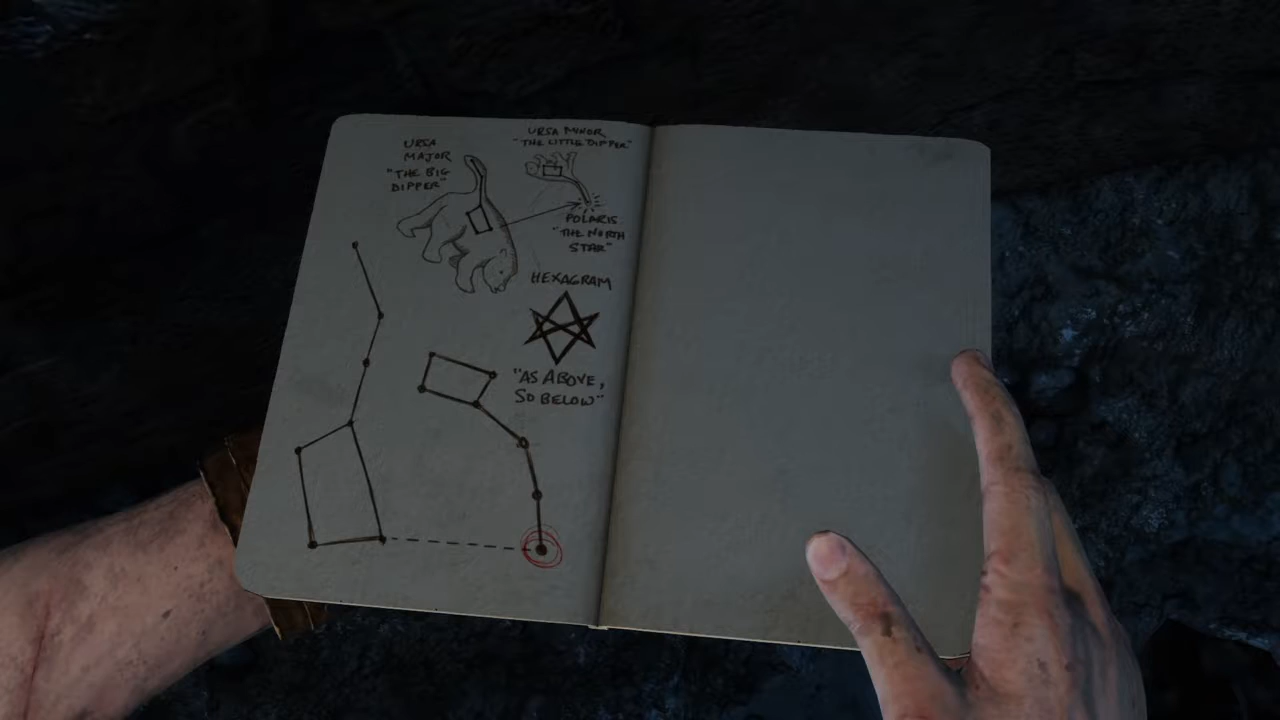 URSA
MAJOR
"THE BIG
DIPPER"
URSA MINOR
"THE LITTLE DIPPER"
POLARIS
"THE NORTH
STAR"
HEXAGRAM
"AS ABOVE,
SO BELOW"